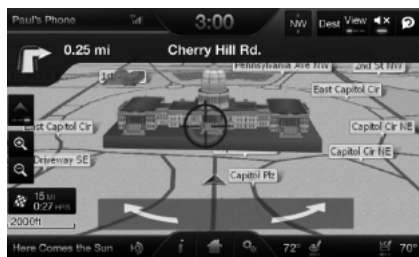 Paul's Phone
3:00
NW
Dest
View
0.25 mi
Cherry Hill Rd.
Pennsylvania Ave NW
2nd St NW
1st
East Capitol Cir
East Capitol Cir
Capitol Cir NE
Driveway SE
Capitol Cir NE
Capitol Plz
15 MI
0:27 HRS
2000ft
Here Comes the Sun
72°
70°